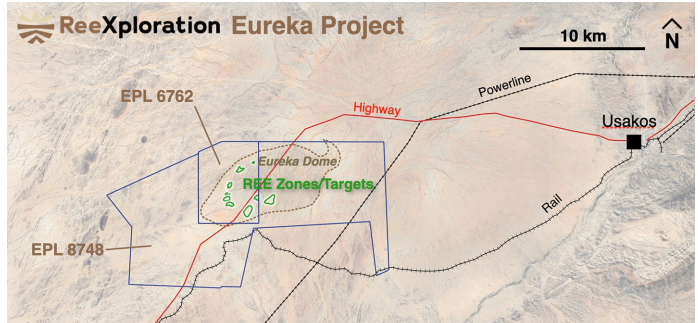 ReeXploration Eureka Project
10 km
N
EPL 6762
Powerline
Highway
Usakos
Eureka Dome
REE Zones/Targets
Rail
EPL 8748